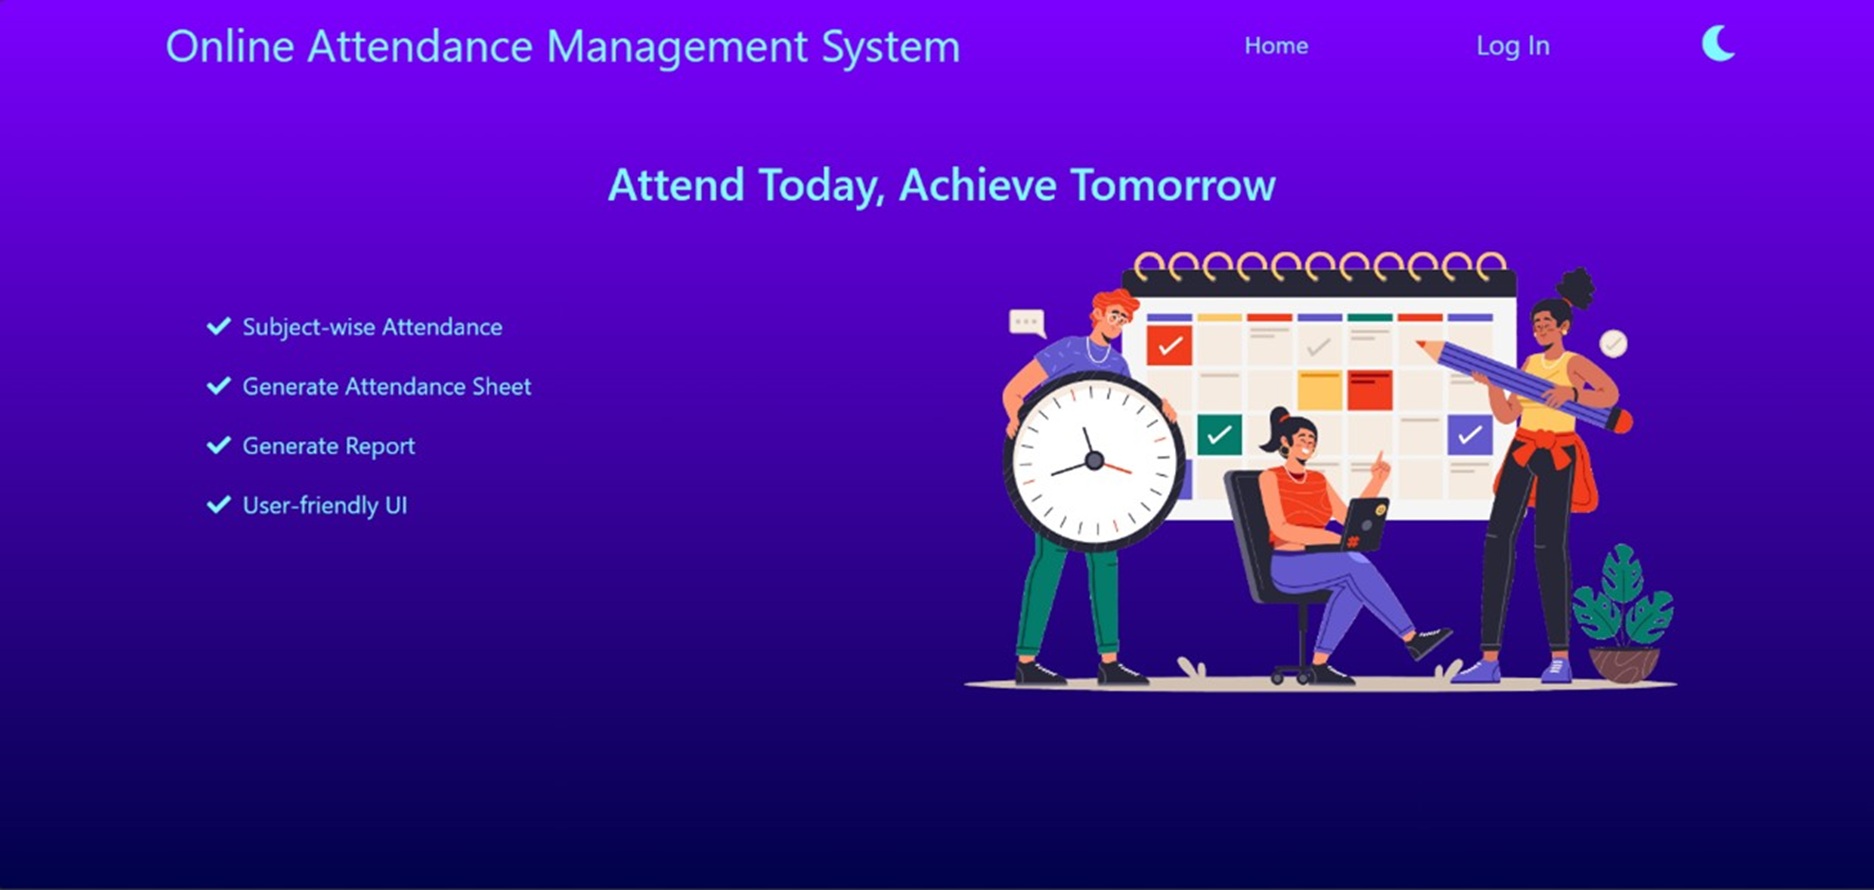 Online Attendance Management System
Home
Log In
Attend Today, Achieve Tomorrow
Subject-wise Attendance
Generate Attendance Sheet
Generate Report
User-friendly UI